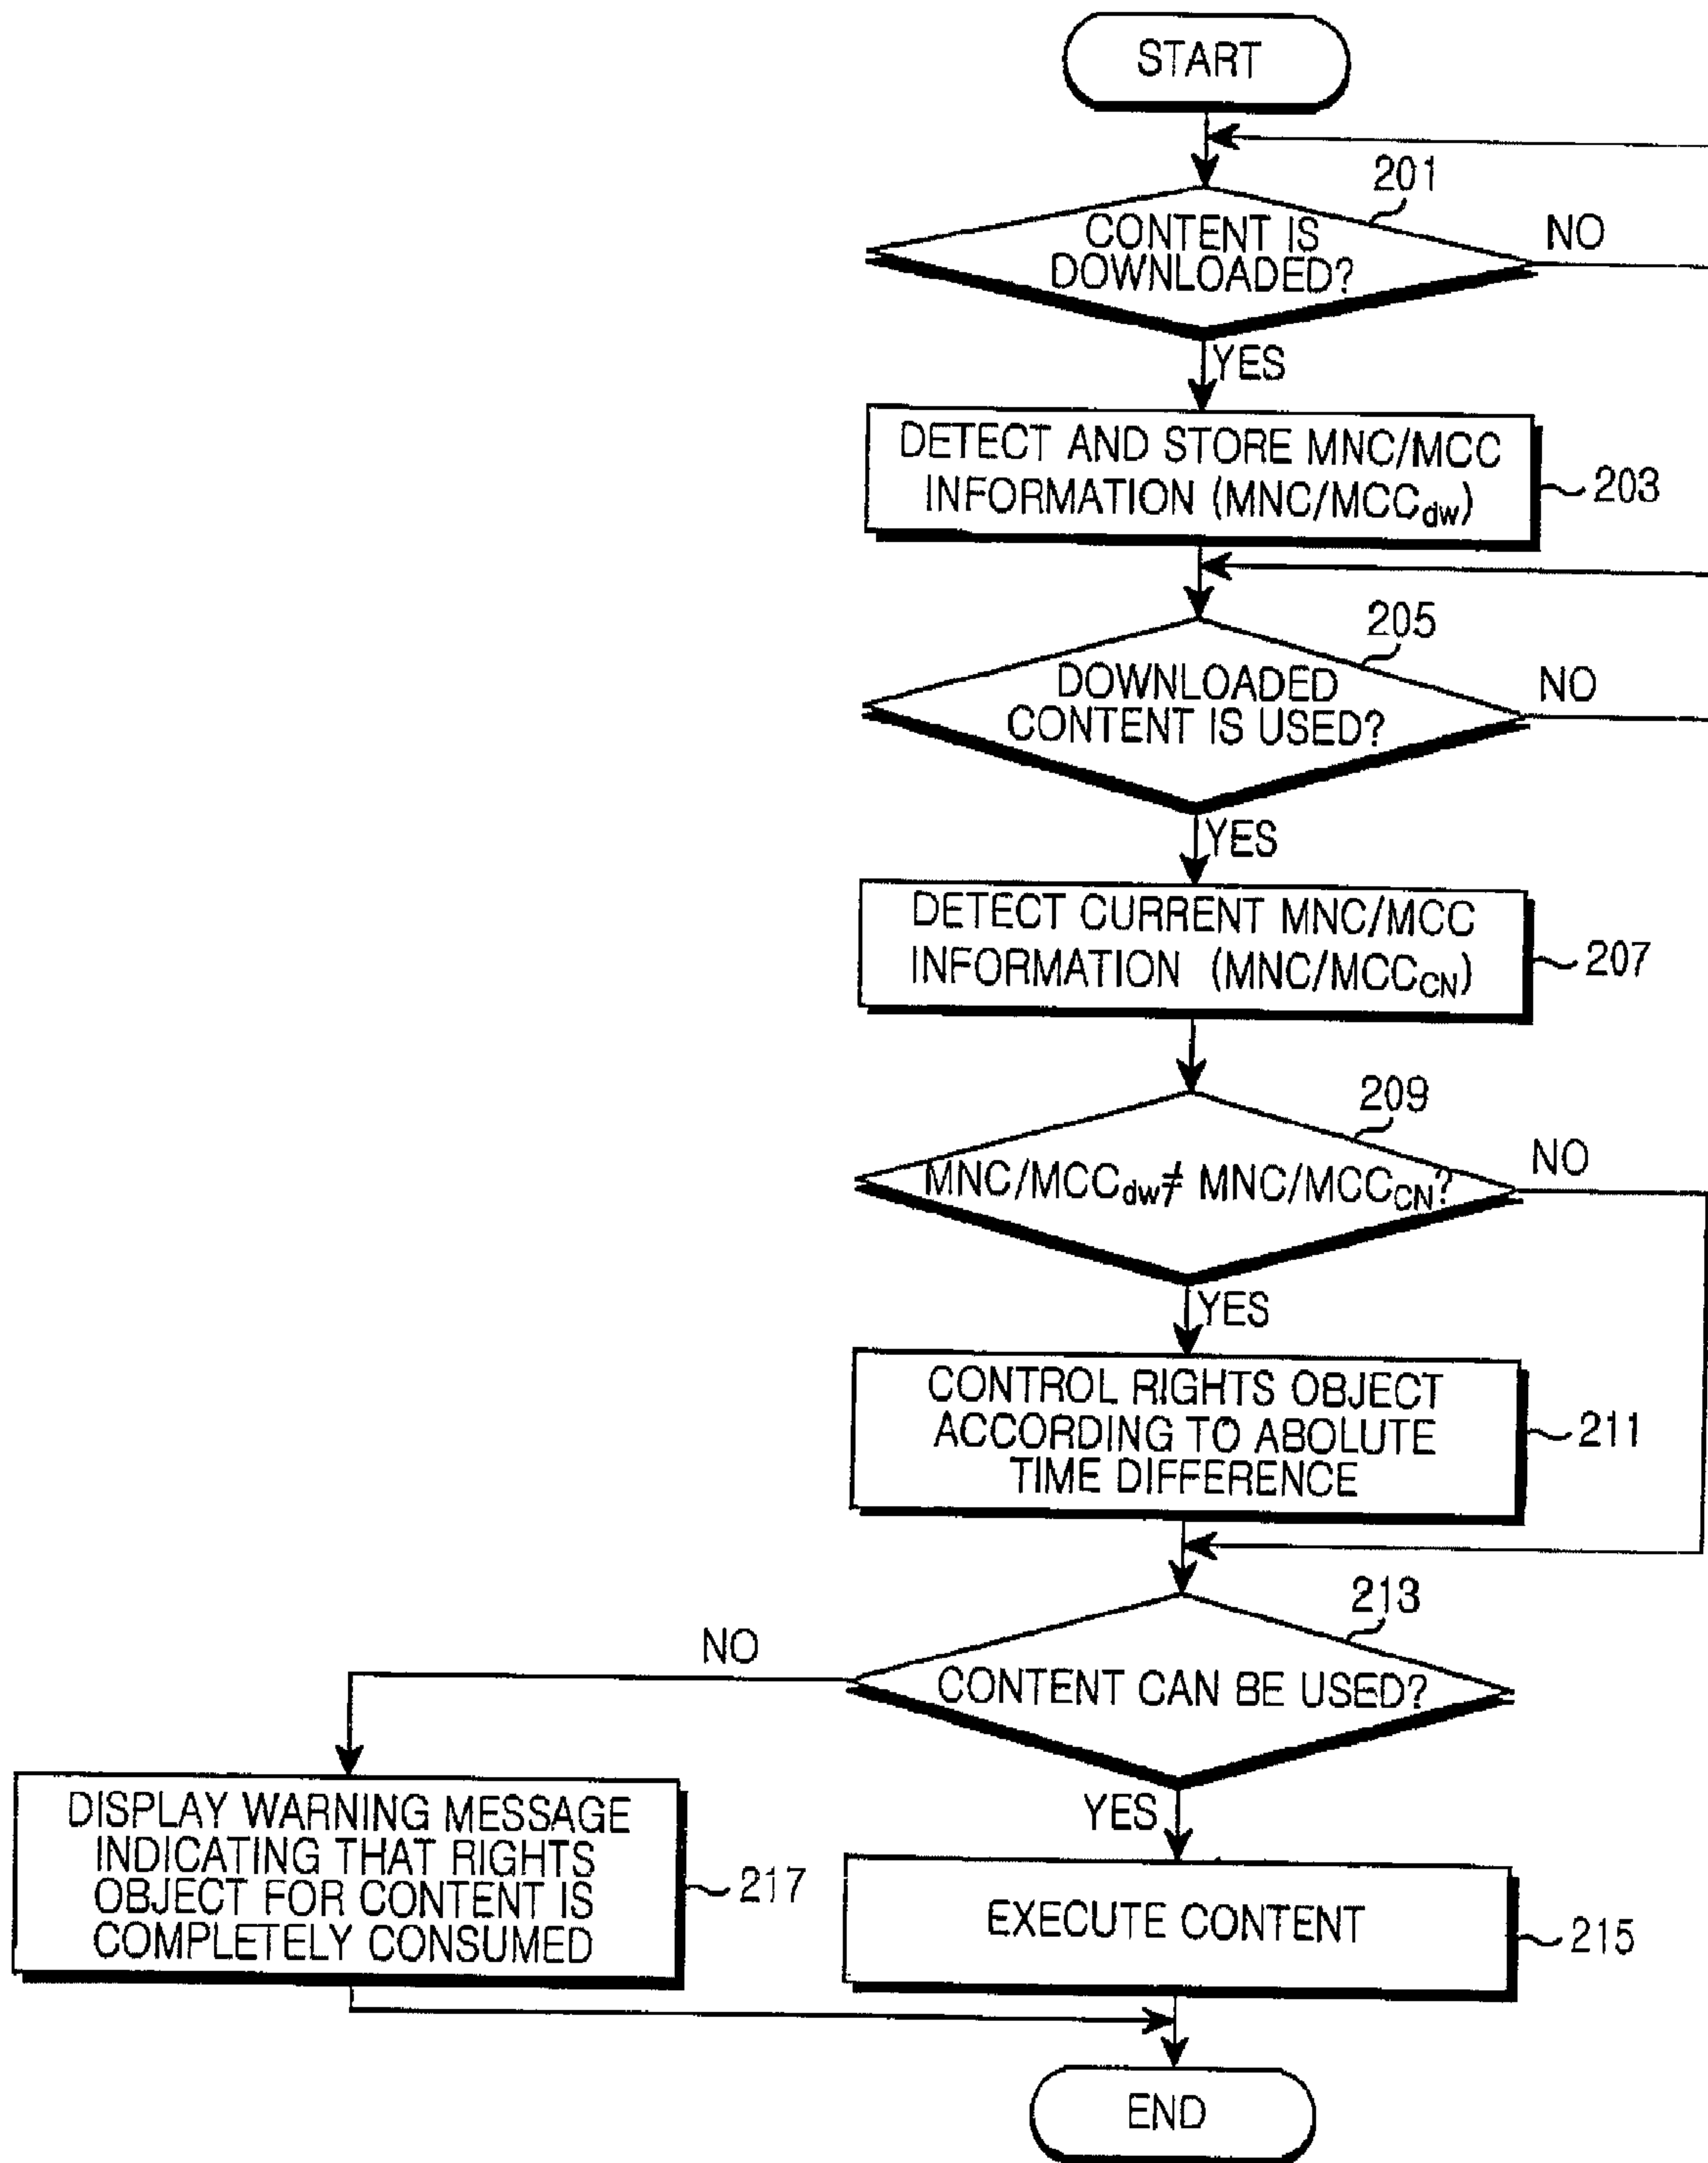 START
201
CONTENT IS
DOWNLOADED?
NO
YES
DETECT AND STORE MNC/MCC
INFORMATION (MNC/MCCdw)
203
205
DOWNLOADED
CONTENT IS USED?
NO
YES
DETECT CURRENT MNC/MCC
INFORMATION (MNC/MCCCN)
207
209
MNC/MCCdw≠ MNC/MCCCN?
NO
YES
CONTROL RIGHTS OBJECT
ACCORDING TO ABOLUTE
TIME DIFFERENCE
211
213
NO
CONTENT CAN BE USED?
YES
DISPLAY WARNING MESSAGE
INDICATING THAT RIGHTS
OBJECT FOR CONTENT IS
COMPLETELY CONSUMED
217
EXECUTE CONTENT
215
END